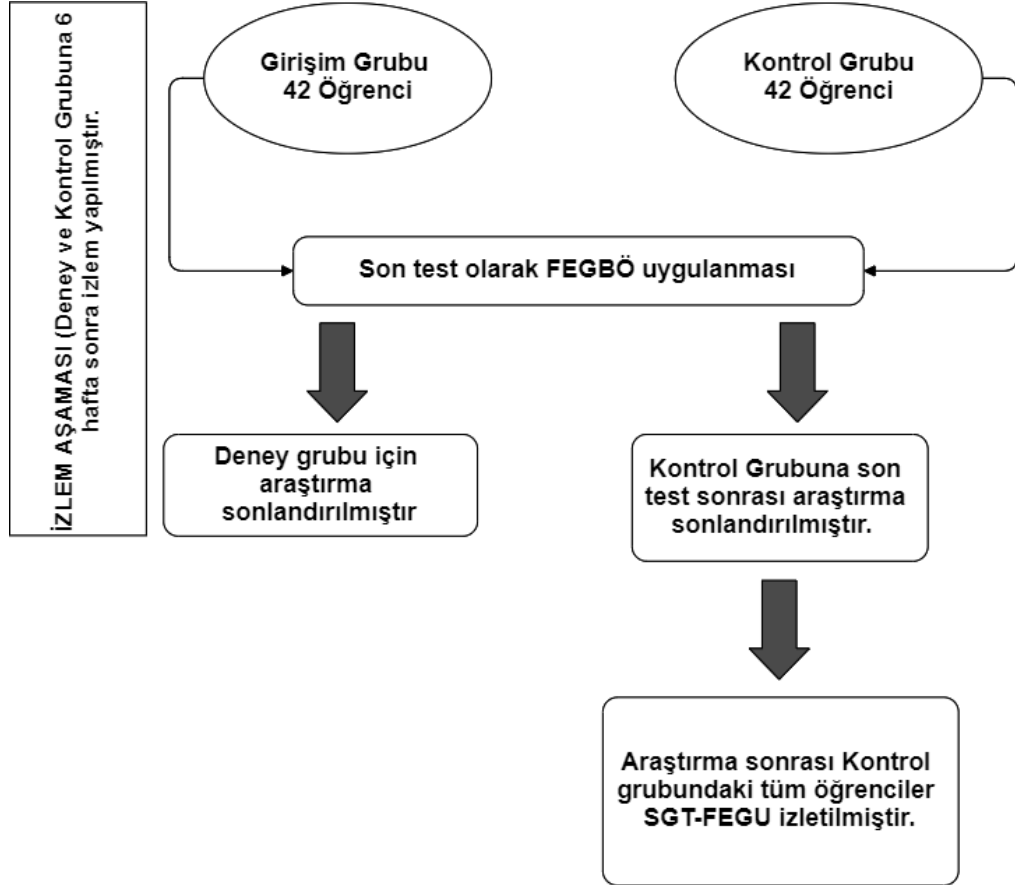 İZLEM AŞAMASI (Deney ve Kontrol Grubuna 6
hafta sonra izlem yapılmıştır.
Girişim Grubu
42 Öğrenci
Kontrol Grubu
42 Öğrenci
Son test olarak FEGBÖ uygulanması
Deney grubu için
araştırma
sonlandırılmıştır
Kontrol Grubuna son
test sonrası araştırma
sonlandırılmıştır.
Araştırma sonrası Kontrol
grubundaki tüm öğrenciler
SGT-FEGU izletilmiştir.